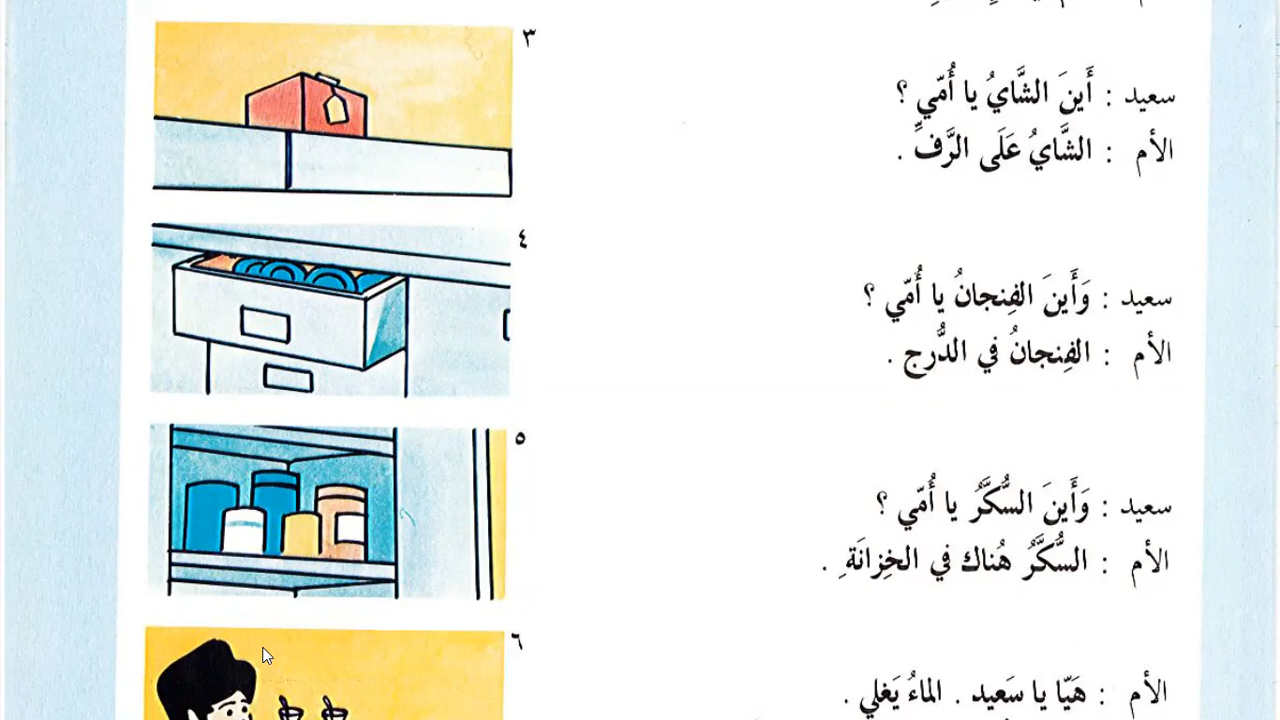 ٣
سعيد : أَينَ الشَّايُ يا أُمّي ؟
الأم : الشَّايُ عَلَى الرَّفِّ .
٤
سعيد : وَأَينَ الفِنجانُ يا أُمّي ؟
الأم : الفِنجانُ في الدُّرج .
٥
سعيد : وَأَينَ السُّكَّرُ يا أُمّي ؟
الأم : السُّكَّرُ هُناك في الخِزانَةِ .
٦
الأم : هَيّا يا سَعيد . الماءُ يَغلي .